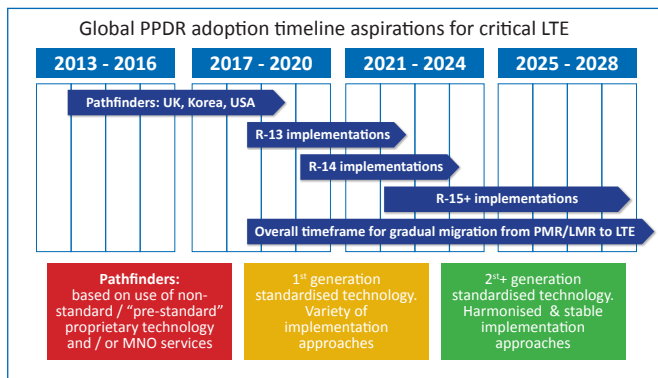 Global PPDR adoption timeline aspirations for critical LTE
2013 - 2016
2017 - 2020
2021 - 2024
2025 - 2028
Pathfinders: UK, Korea, USA
R-13 implementations
R-14 implementations
R-15+ implementations
Overall timeframe for gradual migration from PMR/LMR to LTE
Pathfinders:
based on use of non-
standard / “pre-standard”
proprietary technology
and / or MNO services
1st generation
standardised technology.
Variety of
implementation
approaches
2st+ generation
standardised technology.
Harmonised & stable
implementation
approaches